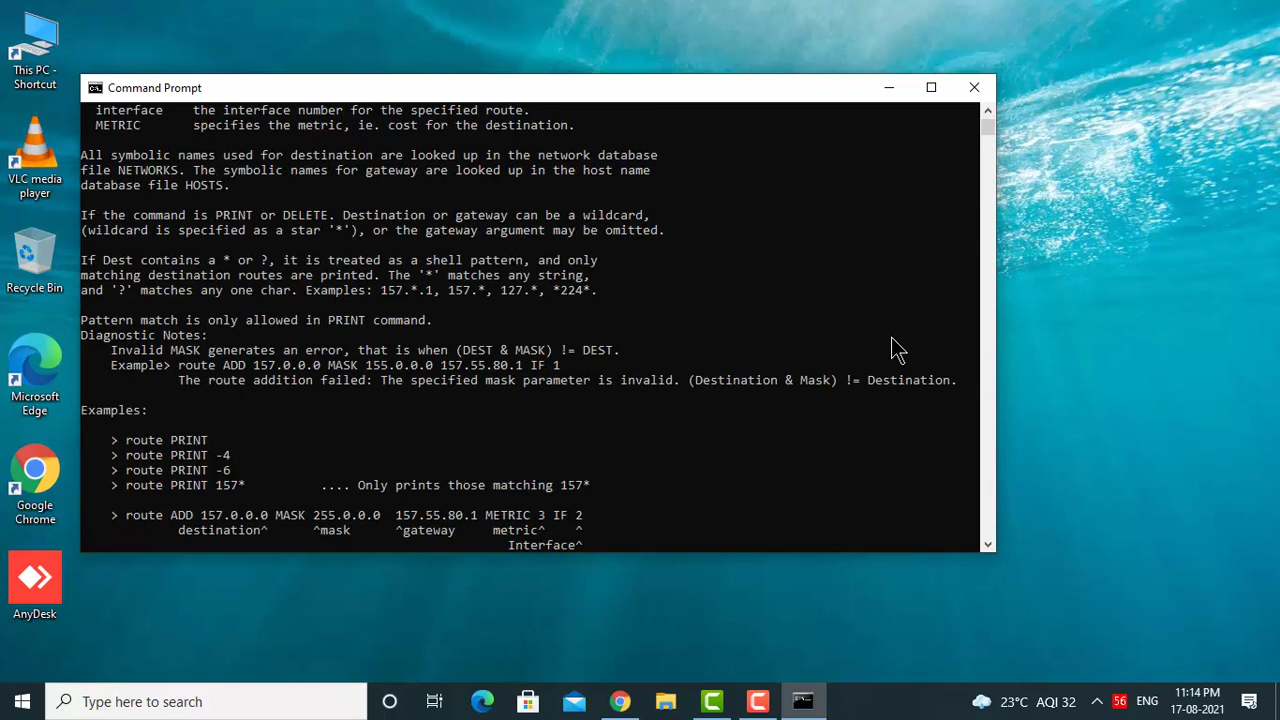 This PC -
Shortcut
VLC media
player
Recycle Bin
Microsoft
Edge
Google
Chrome
AnyDesk
C:\.
Command Prompt
interface    the interface number for the specified route.
METRIC       specifies the metric, ie. cost for the destination.
All symbolic names used for destination are looked up in the network database
file NETWORKS. The symbolic names for gateway are looked up in the host name
database file HOSTS.
If the command is PRINT or DELETE. Destination or gateway can be a wildcard,
(wildcard is specified as a star '*'), or the gateway argument may be omitted.
If Dest contains a * or ?, it is treated as a shell pattern, and only
matching destination routes are printed. The '*' matches any string,
and '?' matches any one char. Examples: 157.*.1, 157.*, 127.*, *224*.
Pattern match is only allowed in PRINT command.
Diagnostic Notes:
Invalid MASK generates an error, that is when (DEST & MASK) != DEST.
Example> route ADD 157.0.0.0 MASK 155.0.0.0 157.55.80.1 IF 1
The route addition failed: The specified mask parameter is invalid. (Destination & Mask) != Destination.
Examples:
> route PRINT
> route PRINT -4
> route PRINT -6
> route PRINT 157*          .... Only prints those matching 157*
> route ADD 157.0.0.0 MASK 255.0.0.0  157.55.80.1 METRIC 3 IF 2
destination^      ^mask      ^gateway     metric^    ^
Interface^
Type here to search
23°C AQI 32
56
ENG
11:14 PM
17-08-2021